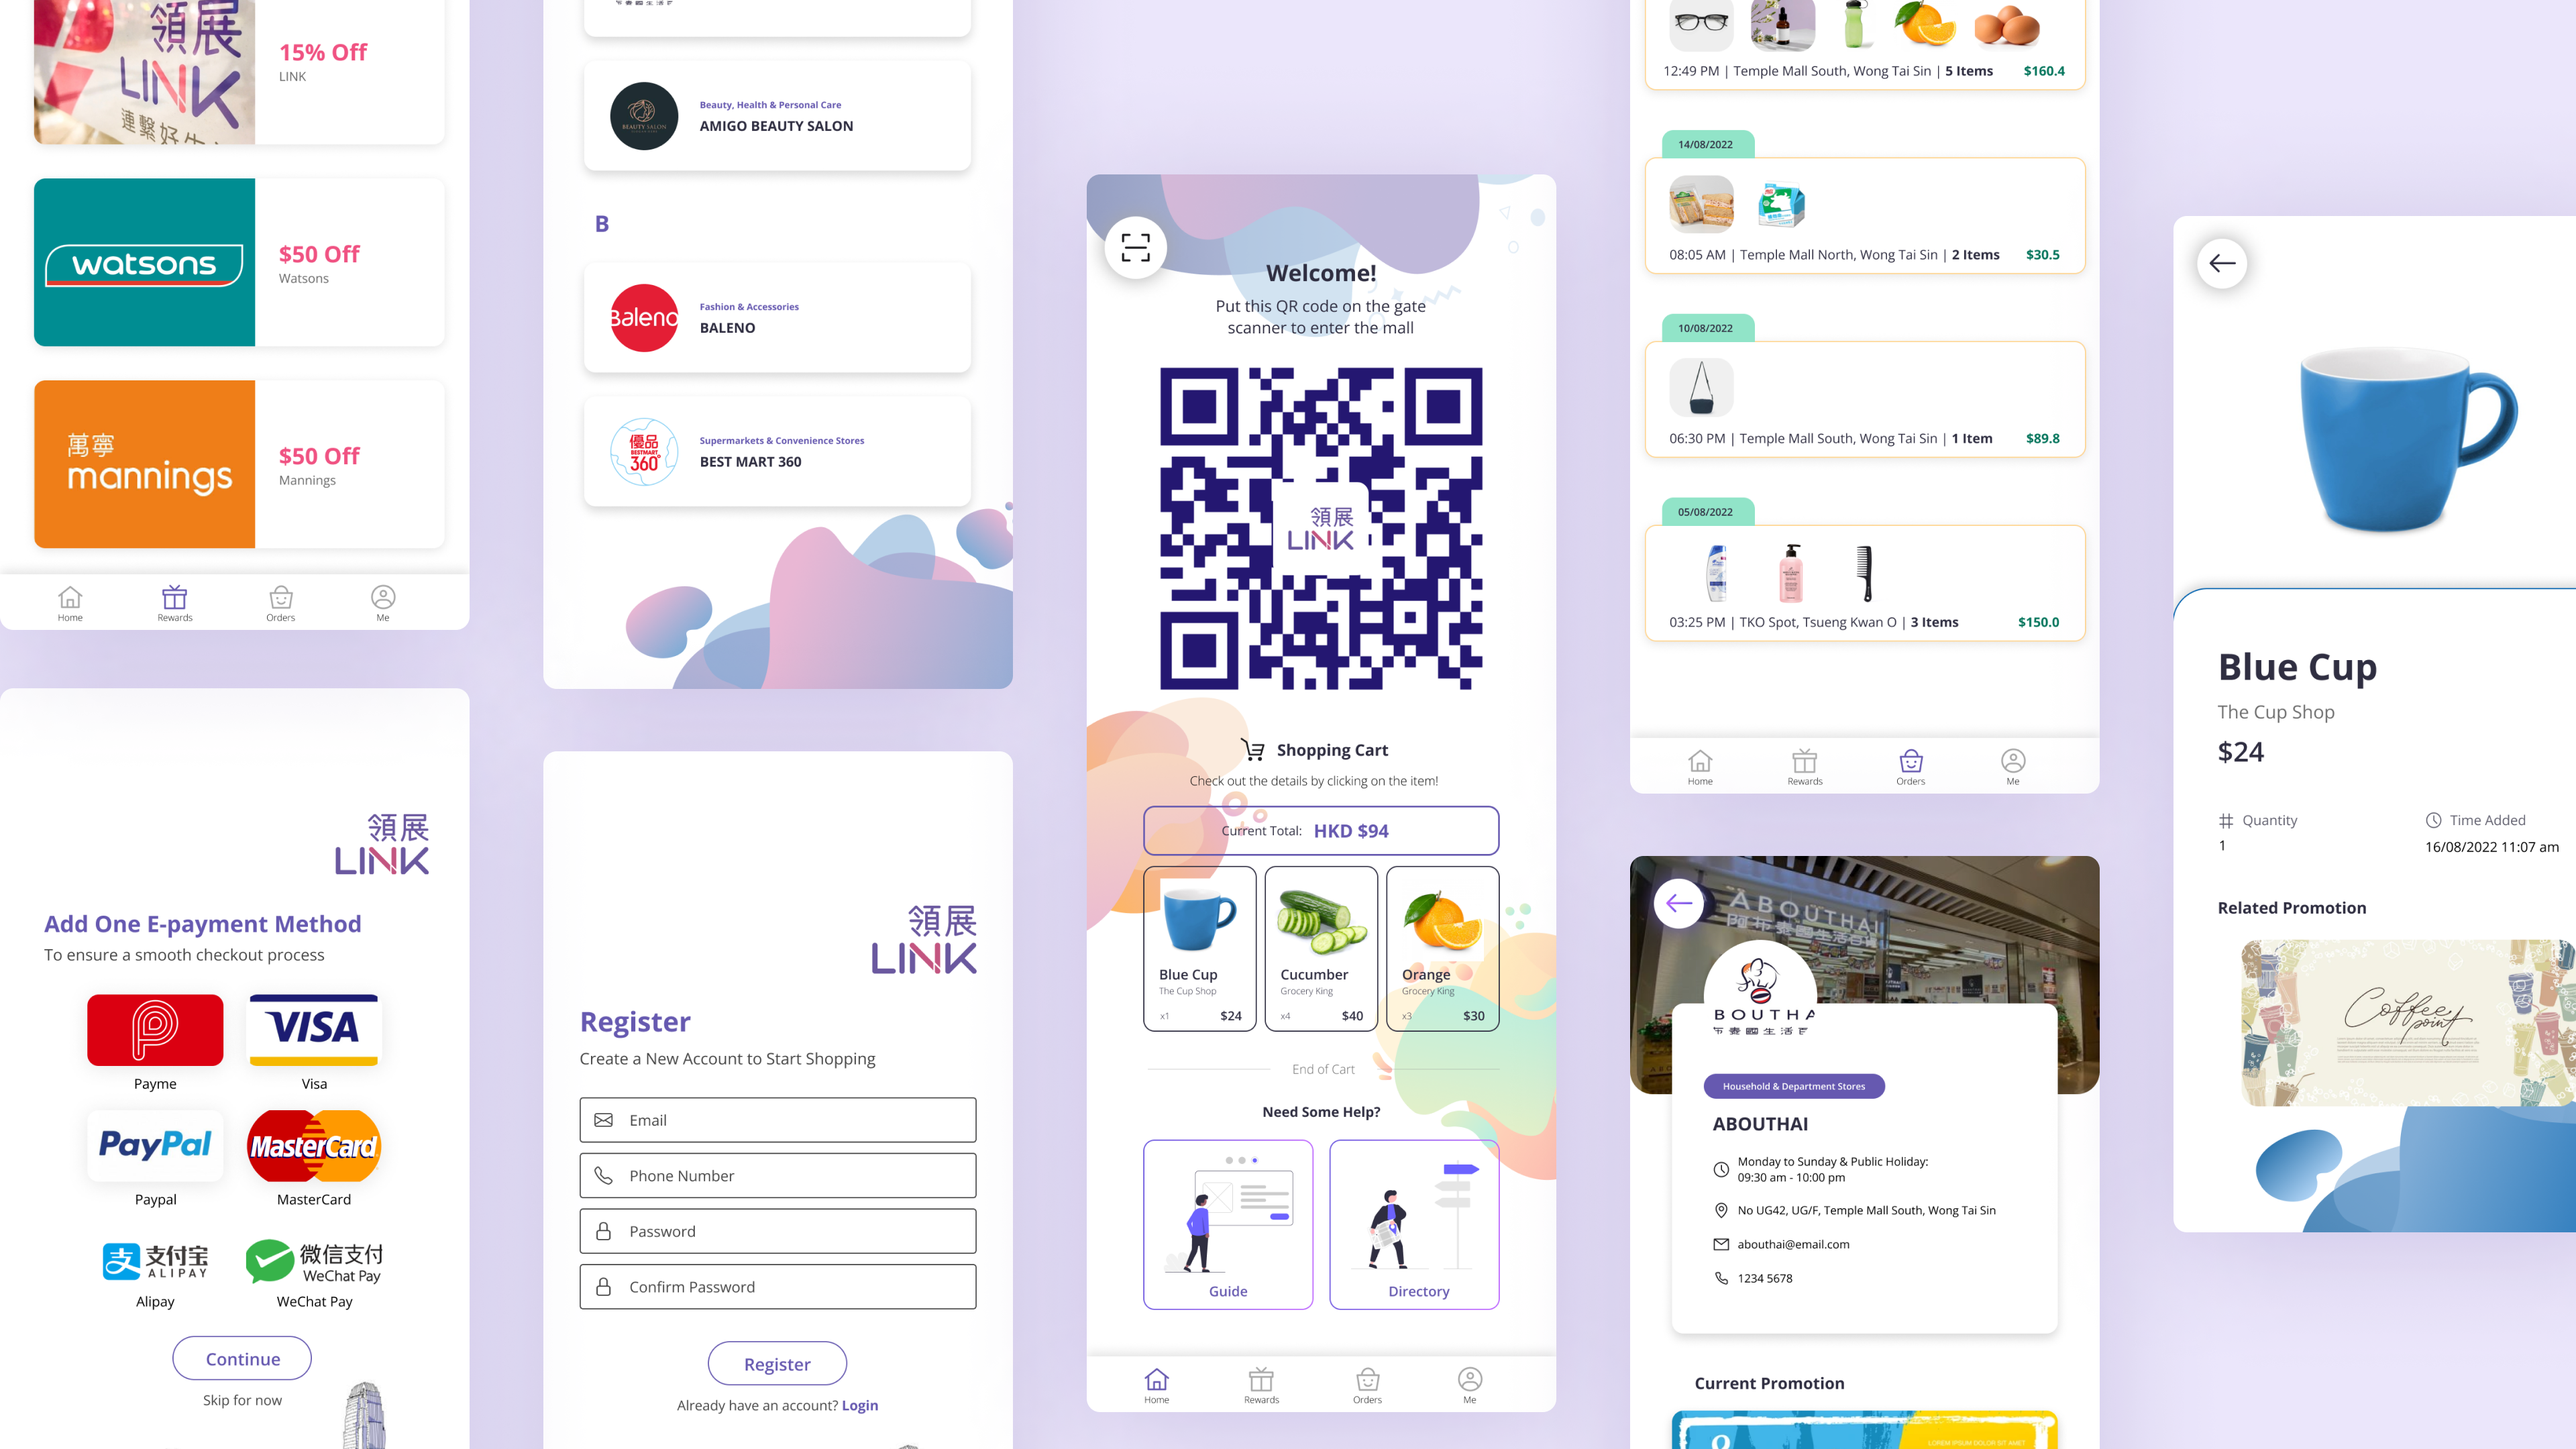 領展
LINK
連繫好生
15% Off
LINK
watsons
$50 Off
Watsons
萬寧
mannings
$50 Off
Mannings
Home
Rewards
Orders
Me
領展
LINK
Add One E-payment Method
To ensure a smooth checkout process
Payme
VISA
Visa
PayPal
Paypal
MasterCard
MasterCard
支付宝
ALIPAY
Alipay
微信支付
WeChat Pay
WeChat Pay
Continue
Skip for now
BEAUTY SALON
Beauty, Health & Personal Care
AMIGO BEAUTY SALON
B
Baleno
Fashion & Accessories
BALENO
優品
BESTMART
360°
Supermarkets & Convenience Stores
BEST MART 360
領展
LINK
Register
Create a New Account to Start Shopping
Email
Phone Number
Password
Confirm Password
Register
Already have an account? Login
Welcome!
Put this QR code on the gate
scanner to enter the mall
領展
LINK
Shopping Cart
Check out the details by clicking on the item!
Current Total: HKD $94
Blue Cup
The Cup Shop
x1 $24
Cucumber
Grocery King
x4 $40
Orange
Grocery King
x3 $30
End of Cart
Need Some Help?
Guide
Directory
Home
Rewards
Orders
Me
12:49 PM | Temple Mall South, Wong Tai Sin | 5 Items $160.4
14/08/2022
08:05 AM | Temple Mall North, Wong Tai Sin | 2 Items $30.5
10/08/2022
06:30 PM | Temple Mall South, Wong Tai Sin | 1 Item $89.8
05/08/2022
03:25 PM | TKO Spot, Tsueng Kwan O | 3 Items $150.0
Home
Rewards
Orders
Me
ABOUTHAI
阿布泰國生活百
BOUTHA
泰國生活
Household & Department Stores
ABOUTHAI
Monday to Sunday & Public Holiday:
09:30 am - 10:00 pm
No UG42, UG/F, Temple Mall South, Wong Tai Sin
abouthai@email.com
1234 5678
Current Promotion
LOREM IPSUM DOLOR SIT AMET
Blue Cup
The Cup Shop
$24
Quantity
1
Time Added
16/08/2022 11:07 am
Related Promotion
Coffee
point